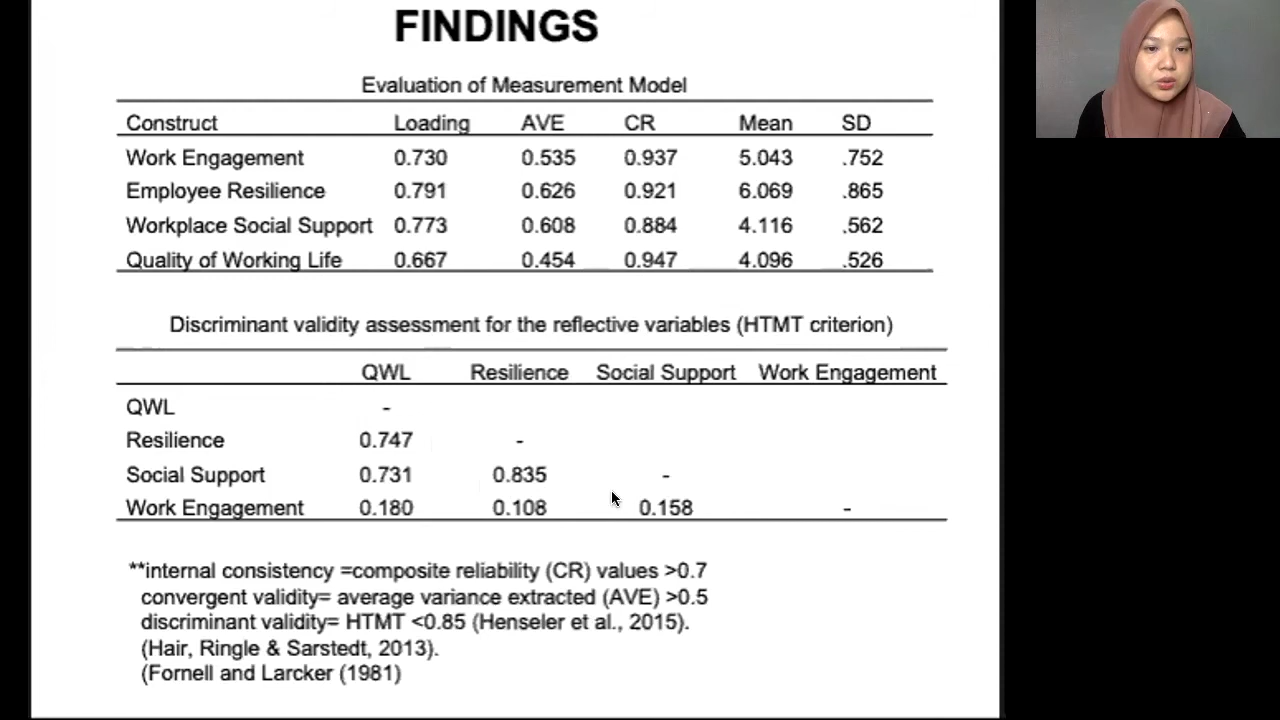 FINDINGS
Evaluation of Measurement Model
Construct Loading AVE CR Mean SD
Work Engagement 0.730 0.535 0.937 5.043 .752
Employee Resilience 0.791 0.626 0.921 6.069 .865
Workplace Social Support 0.773 0.608 0.884 4.116 .562
Quality of Working Life 0.667 0.454 0.947 4.096 .526
Discriminant validity assessment for the reflective variables (HTMT criterion)
QWL Resilience Social Support Work Engagement
QWL -
Resilience 0.747 -
Social Support 0.731 0.835 -
Work Engagement 0.180 0.108 0.158 -
**internal consistency =composite reliability (CR) values >0.7
convergent validity= average variance extracted (AVE) >0.5
discriminant validity= HTMT <0.85 (Henseler et al., 2015).
(Hair, Ringle & Sarstedt, 2013).
(Fornell and Larcker (1981)